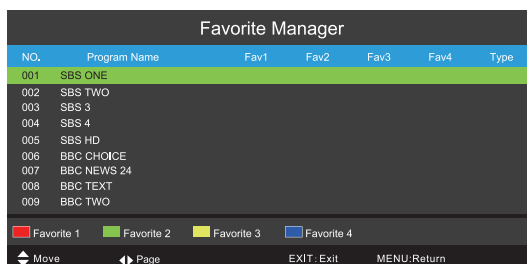 Favorite Manager
NO. Program Name Fav1 Fav2 Fav3 Fav4 Type
001 SBS ONE
002 SBS TWO
003 SBS 3
004 SBS 4
005 SBS HD
006 BBC CHOICE
007 BBC NEWS 24
008 BBC TEXT
009 BBC TWO
Favorite 1 Favorite 2 Favorite 3 Favorite 4
Move Page EXIT:Exit MENU:Return